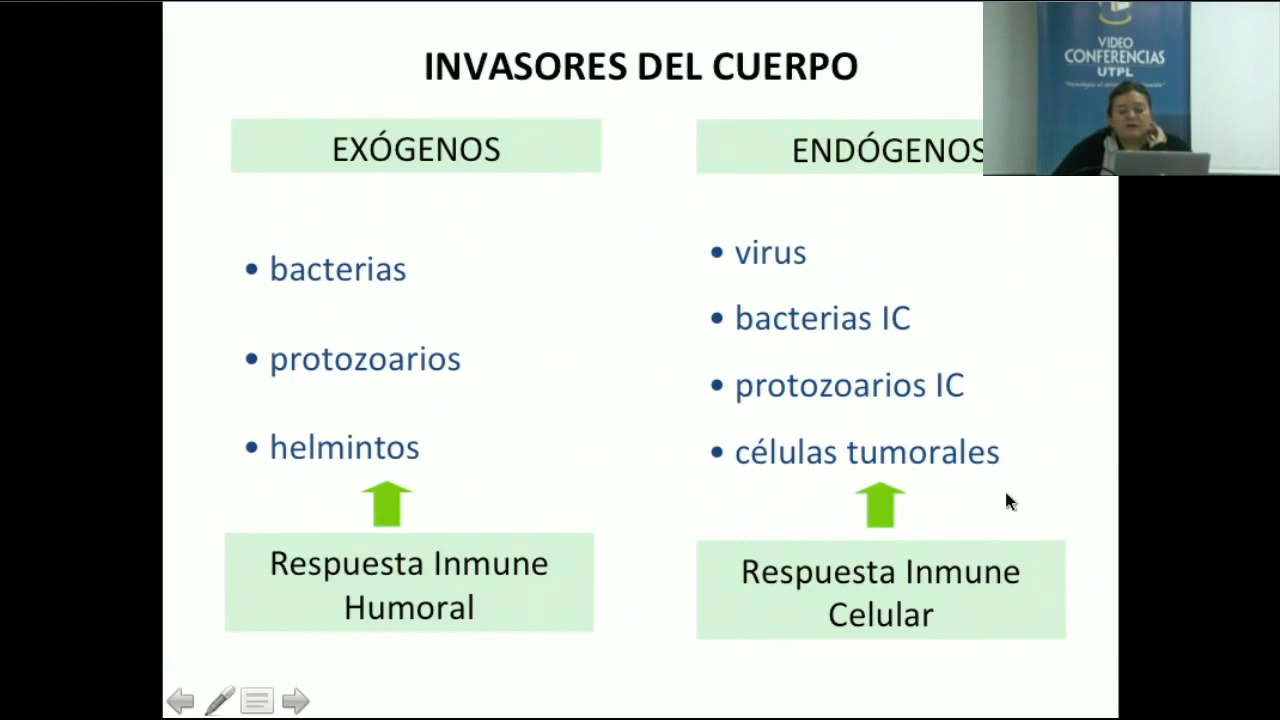 INVASORES DEL CUERPO
EXÓGENOS
ENDÓGENOS
• bacterias
• protozoarios
• helmintos
• virus
• bacterias IC
• protozoarios IC
• células tumorales
Respuesta Inmune
Humoral
Respuesta Inmune
Celular
VIDEO
CONFERENCIAS
UTPL